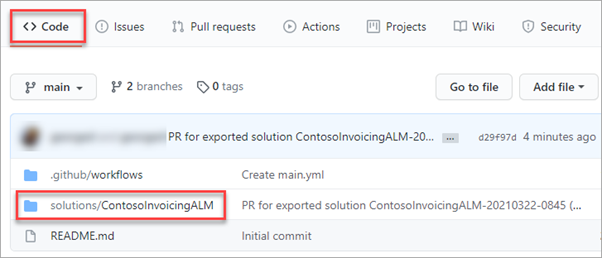 <> Code Issues Pull requests Actions Projects Wiki Security
main 2 branches 0 tags Go to file Add file
PR for exported solution ContosoInvoicingALM-20... ... d29f97d 4 minutes ago
.github/workflows Create main.yml
solutions/ContosoInvoicingALM PR for exported solution ContosoInvoicingALM-20210322-0845 (...
README.md Initial commit